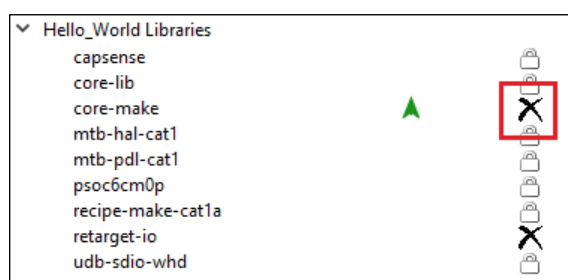 Hello_World Libraries
capsense
core-lib
core-make
mtb-hal-cat1
mtb-pdl-cat1
psoc6cm0p
recipe-make-cat1a
retarget-io
udb-sdio-whd